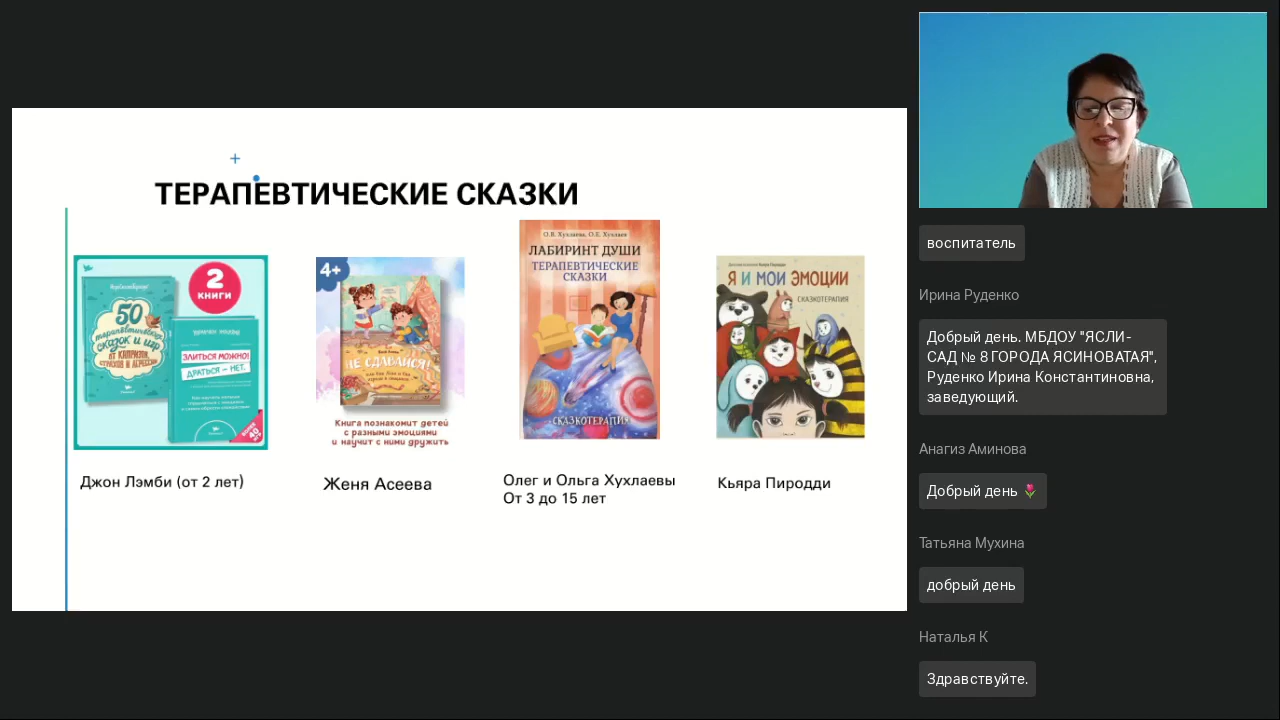 ТЕРАПЕВТИЧЕСКИЕ СКАЗКИ
2
КНИГИ
50
терапевтических
сказок и игр
ОТ КАПРИЗОВ,
СТРАХОВ И АГРЕССИИ
ЗЛИТЬСЯ МОЖНО!
ДРАТЬСЯ – НЕТ.
Джон Лэмби (от 2 лет)
4+
НЕ СДАВАЙСЯ!
Книга познакомит детей
с разными эмоциями
и научит с ними дружить
Женя Асеева
О.В. Хухлаева, О.Е. Хухлаев
ЛАБИРИНТ ДУШИ
ТЕРАПЕВТИЧЕСКИЕ
СКАЗКИ
СКАЗКОТЕРАПИЯ
Олег и Ольга Хухлаевы
От 3 до 15 лет
Я И МОИ ЭМОЦИИ
СКАЗКОТЕРАПИЯ
Кьяра Пиродди
воспитатель
Ирина Руденко
Добрый день. МБДОУ "ЯСЛИ-
САД № 8 ГОРОДА ЯСИНОВАТАЯ",
Руденко Ирина Константиновна,
заведующий.
Анагиз Аминова
Добрый день 🌷
Татьяна Мухина
добрый день
Наталья К
Здравствуйте.